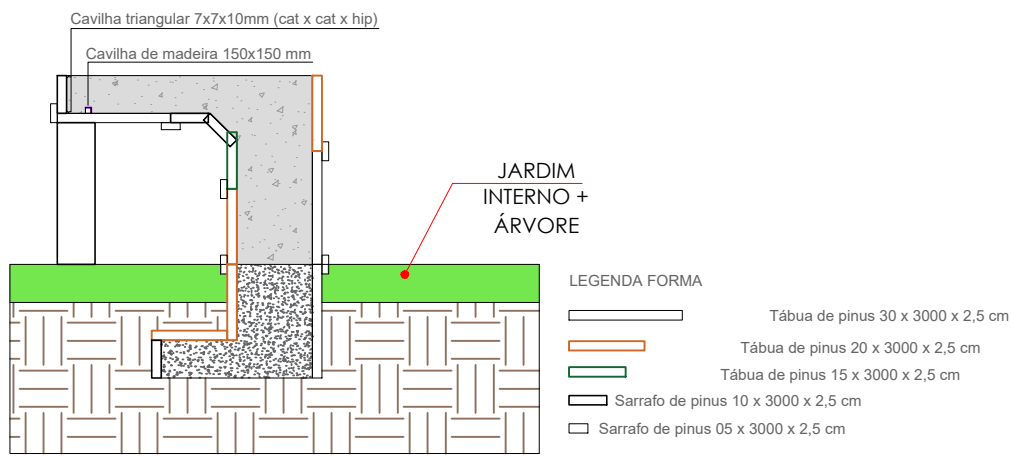 Cavilha triangular 7x7x10mm (cat x cat x hip)
Cavilha de madeira 150x150 mm
JARDIM
INTERNO +
ÁRVORE
LEGENDA FORMA
Tábua de pinus 30 x 3000 x 2,5 cm
Tábua de pinus 20 x 3000 x 2,5 cm
Tábua de pinus 15 x 3000 x 2,5 cm
Sarrafo de pinus 10 x 3000 x 2,5 cm
Sarrafo de pinus 05 x 3000 x 2,5 cm